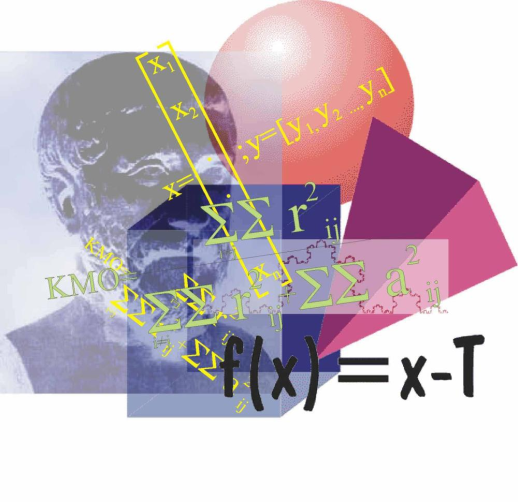 x₁
x₂
x=
xₙ
;y=[y₁,y₂ ...,yₙ]
ΣΣ r²ij
KMO=
ΣΣ r²ij + ΣΣ a²ij
f(x)=x-T